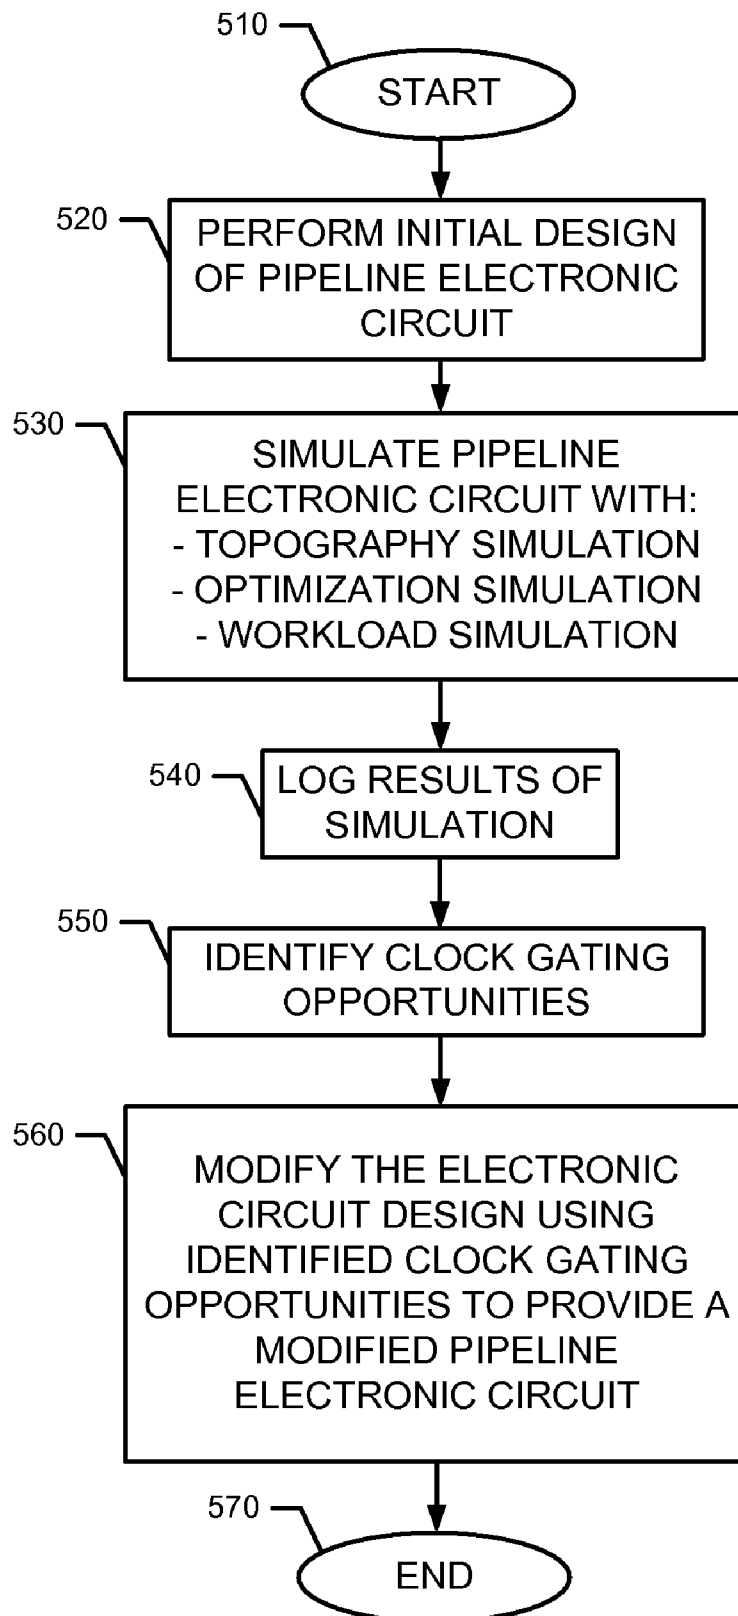 510
START
520
PERFORM INITIAL DESIGN
OF PIPELINE ELECTRONIC
CIRCUIT
530
SIMULATE PIPELINE
ELECTRONIC CIRCUIT WITH:
- TOPOGRAPHY SIMULATION
- OPTIMIZATION SIMULATION
- WORKLOAD SIMULATION
540
LOG RESULTS OF
SIMULATION
550
IDENTIFY CLOCK GATING
OPPORTUNITIES
560
MODIFY THE ELECTRONIC
CIRCUIT DESIGN USING
IDENTIFIED CLOCK GATING
OPPORTUNITIES TO PROVIDE A
MODIFIED PIPELINE
ELECTRONIC CIRCUIT
570
END